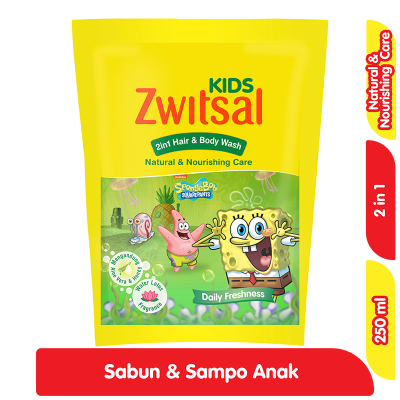 KIDS
Zwitsal
2in1 Hair & Body Wash
Natural & Nourishing Care
SpongeBob
SQUAREPANTS
Mengandung
Aloe Vera & Honey
Water Lotus
Fragrance
Daily Freshness
Natural &
Nourishing Care
2 in 1
250 ml
Sabun & Sampo Anak